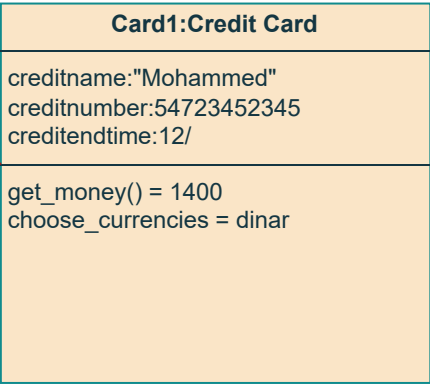 Card1:Credit Card
creditname:"Mohammed"
creditnumber:54723452345
creditendtime:12/
get_money() = 1400
choose_currencies = dinar